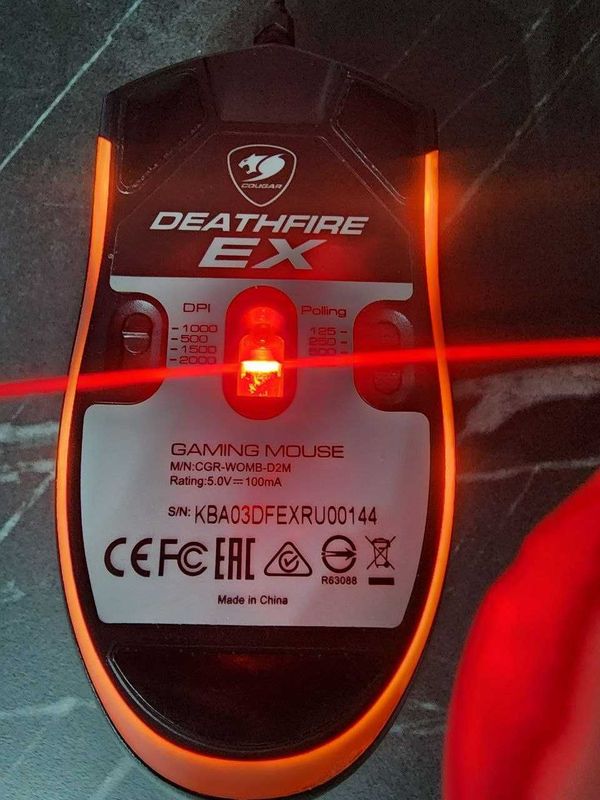 COUGAR
DEATHFIRE
EX
DPI
-1000
-500
-1500
-2000
Polling
125-
250-
500-
GAMING MOUSE
M/N:CGR-WOMB-D2M
Rating:5.0V⎓100mA
S/N: KBA03DFEXRU00144
CE FC EAC
R63088
Made in China